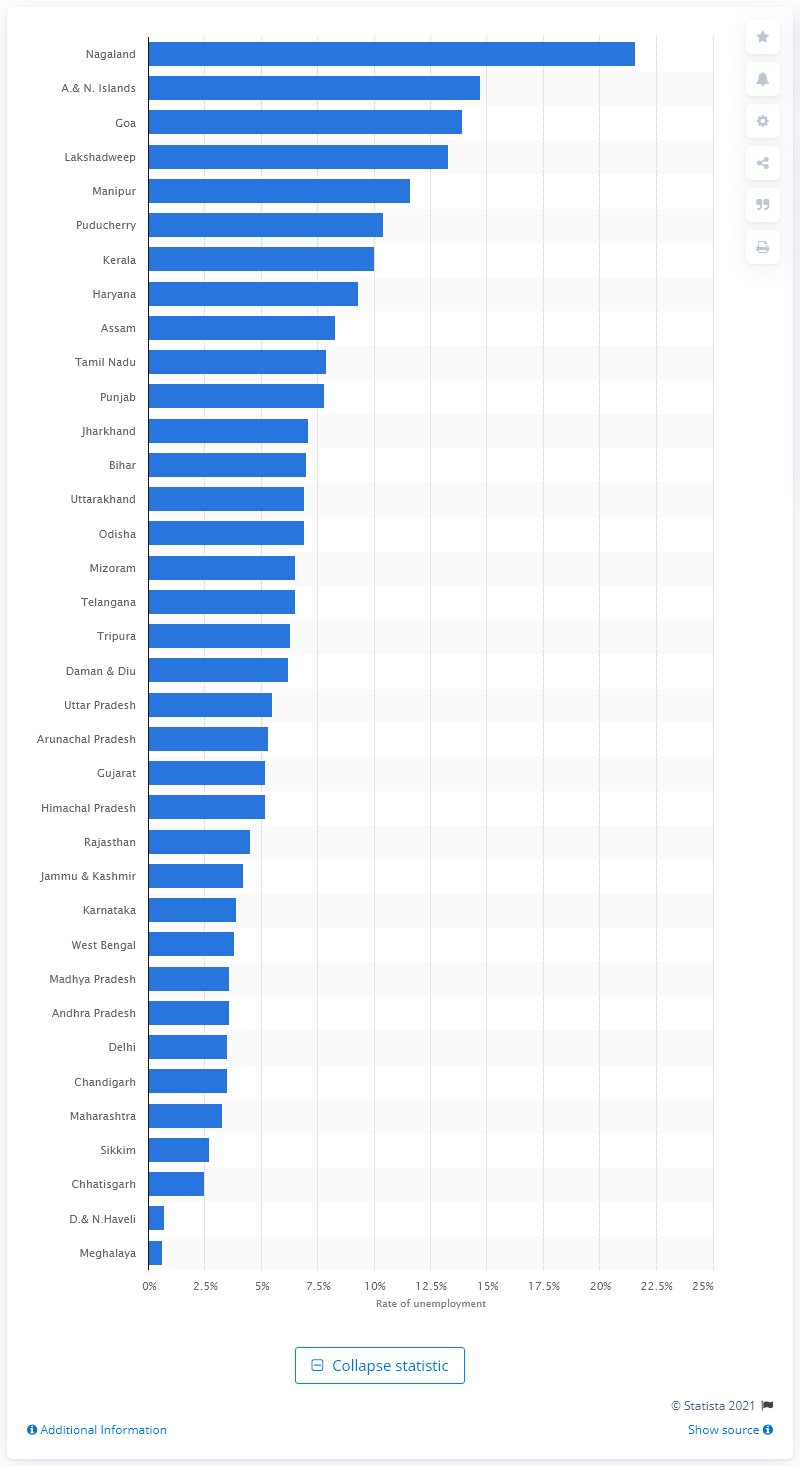 Nagaland
A.& N. Islands
Goa
Lakshadweep
Manipur
Puducherry
Kerala
Haryana
Assam
Tamil Nadu
Punjab
Jharkhand
Bihar
Uttarakhand
Odisha
Mizoram
Telangana
Tripura
Daman & Diu
Uttar Pradesh
Arunachal Pradesh
Gujarat
Himachal Pradesh
Rajasthan
Jammu & Kashmir
Karnataka
West Bengal
Madhya Pradesh
Andhra Pradesh
Delhi
Chandigarh
Maharashtra
Sikkim
Chhatisgarh
D.& N.Haveli
Meghalaya
0% 2.5% 5% 7.5% 10% 12.5% 15% 17.5% 20% 22.5% 25%
Rate of unemployment
Collapse statistic
© Statista 2021
Additional Information Show source